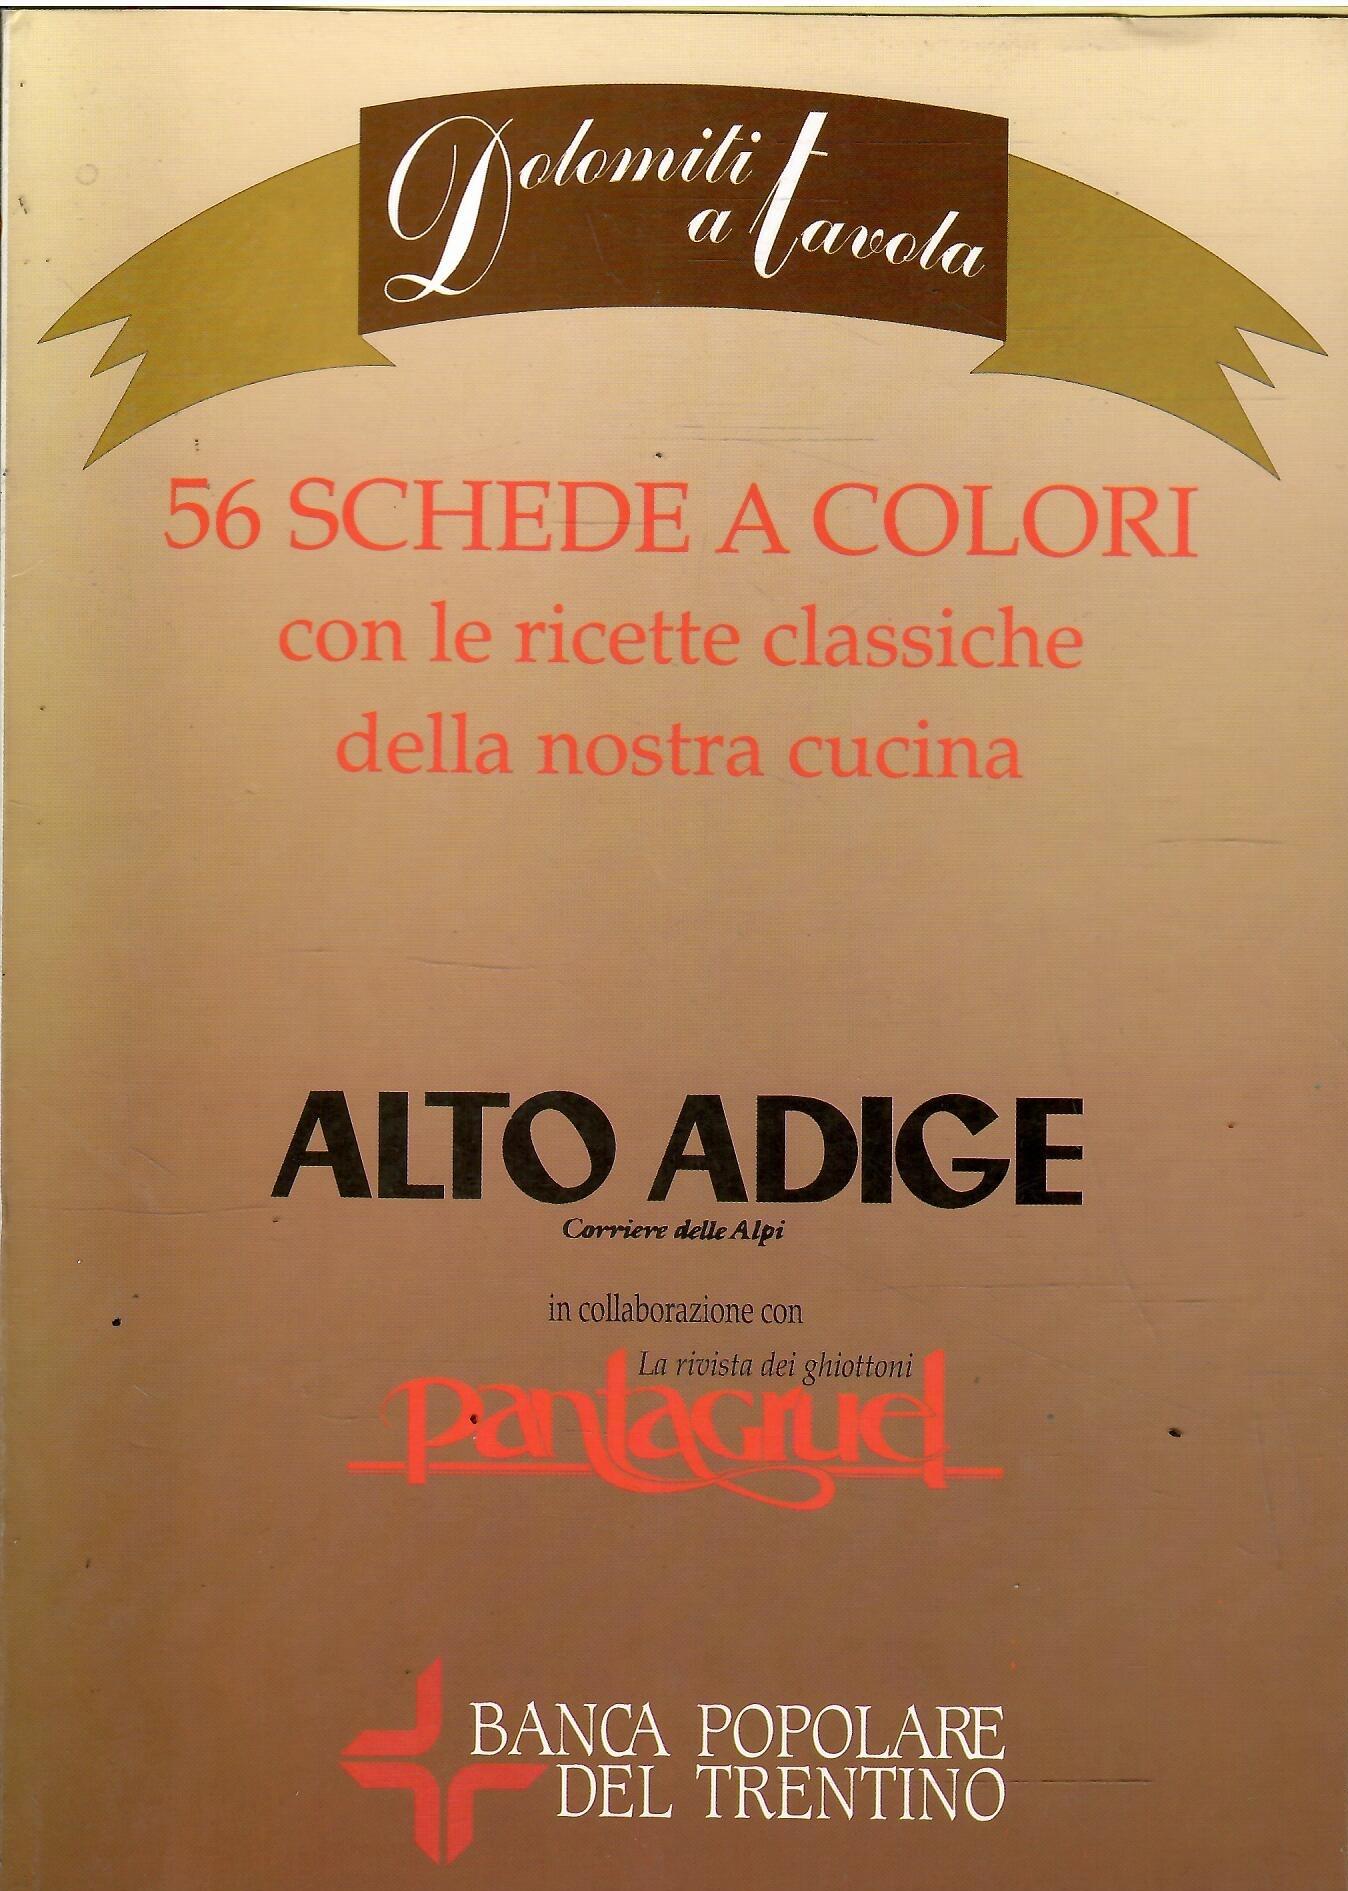 Dolomiti
a tavola
56 SCHEDE A COLORI
con le ricette classiche
della nostra cucina
ALTO ADIGE
Corriere delle Alpi
in collaborazione con
La rivista dei ghiottoni
pantagruel
BANCA POPOLARE
DEL TRENTINO